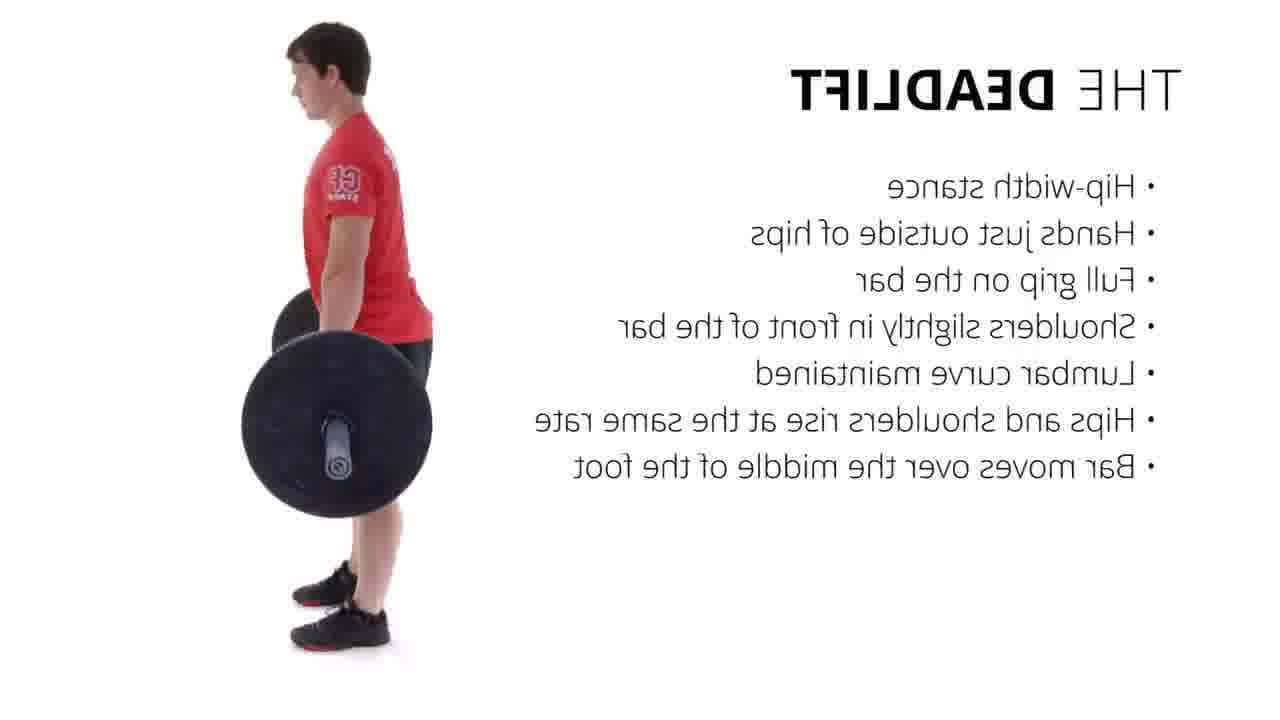 THE DEADLIFT
• Hip-width stance
• Hands just outside of hips
• Full grip on the bar
• Shoulders slightly in front of the bar
• Lumbar curve maintained
• Hips and shoulders rise at the same rate
• Bar moves over the middle of the foot